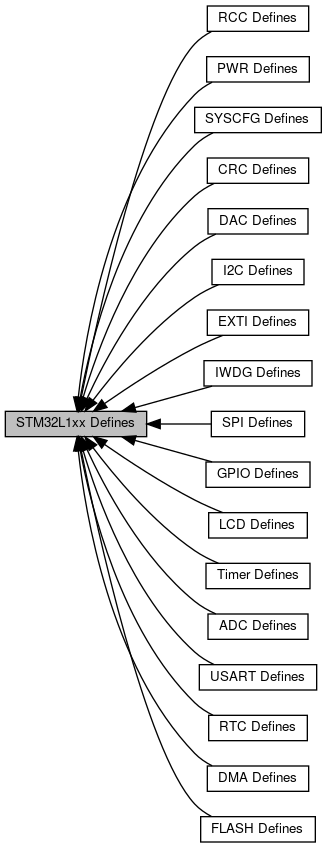 RCC Defines
PWR Defines
SYSCFG Defines
CRC Defines
DAC Defines
I2C Defines
EXTI Defines
IWDG Defines
STM32L1xx Defines
SPI Defines
GPIO Defines
LCD Defines
Timer Defines
ADC Defines
USART Defines
RTC Defines
DMA Defines
FLASH Defines